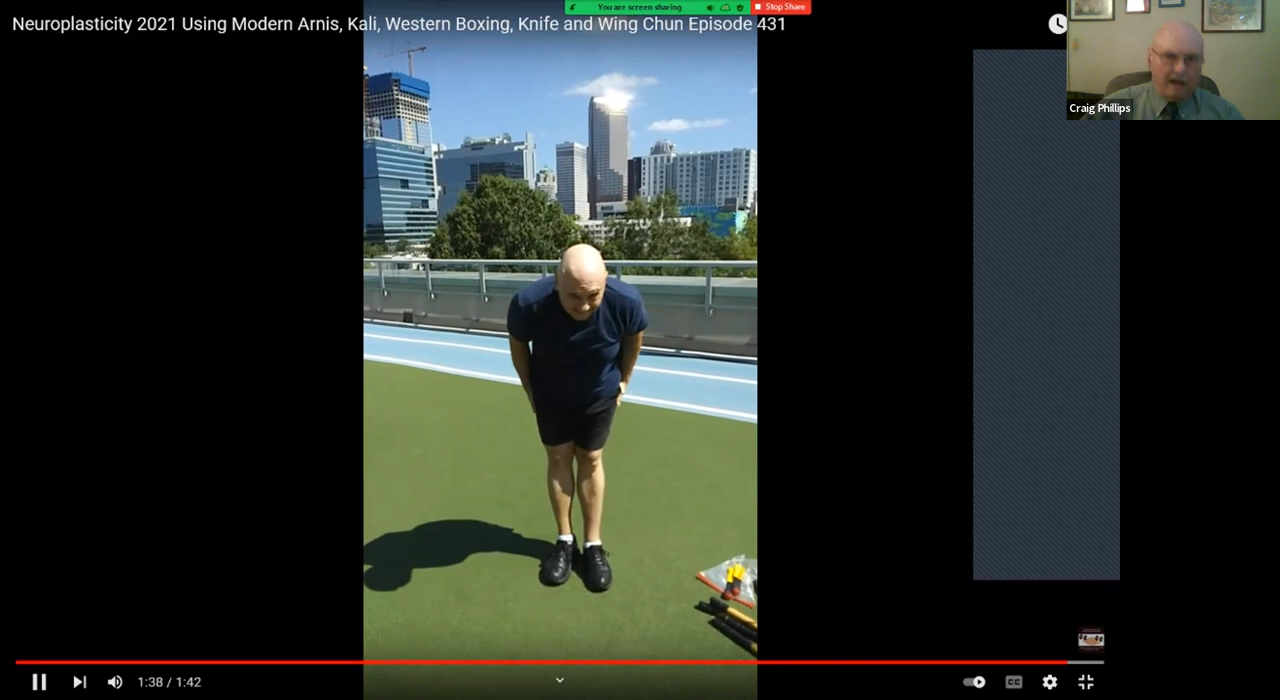 You are screen sharing
Stop Share
Neuroplasticity 2021 Using Modern Arnis, Kali, Western Boxing, Knife and Wing Chun Episode 431
Craig Phillips
1:38 / 1:42
CC